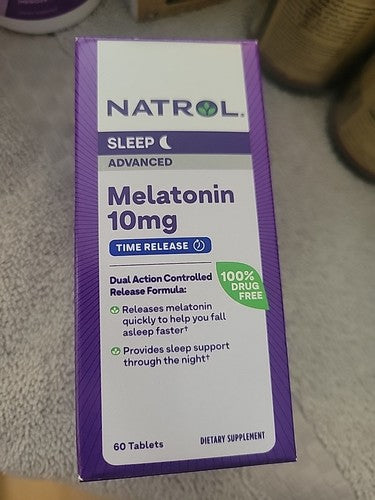 NATROL®
SLEEP
ADVANCED
Melatonin
10mg
TIME RELEASE
Dual Action Controlled
Release Formula:
Releases melatonin
quickly to help you fall
asleep faster†
Provides sleep support
through the night†
100%
DRUG
FREE
60 Tablets
DIETARY SUPPLEMENT